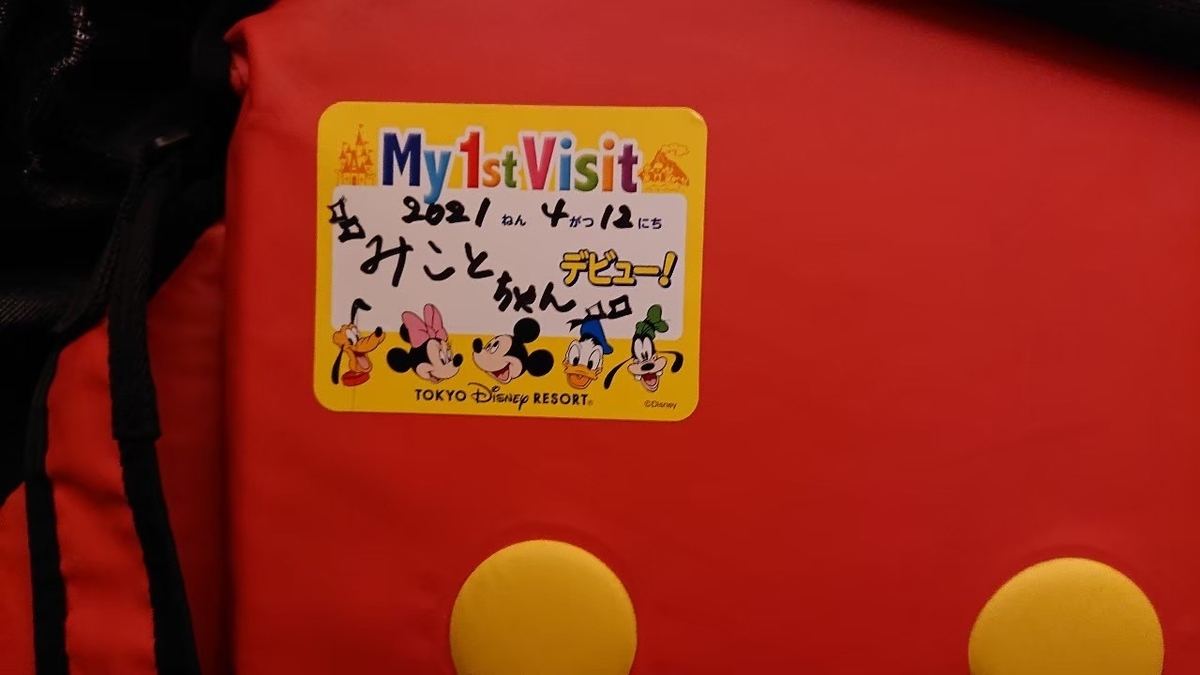 My 1st Visit
2021 ねん 4 がつ 12 にち
みこと
ちゃん
デビュー!
TOKYO Disney RESORT®
©Disney